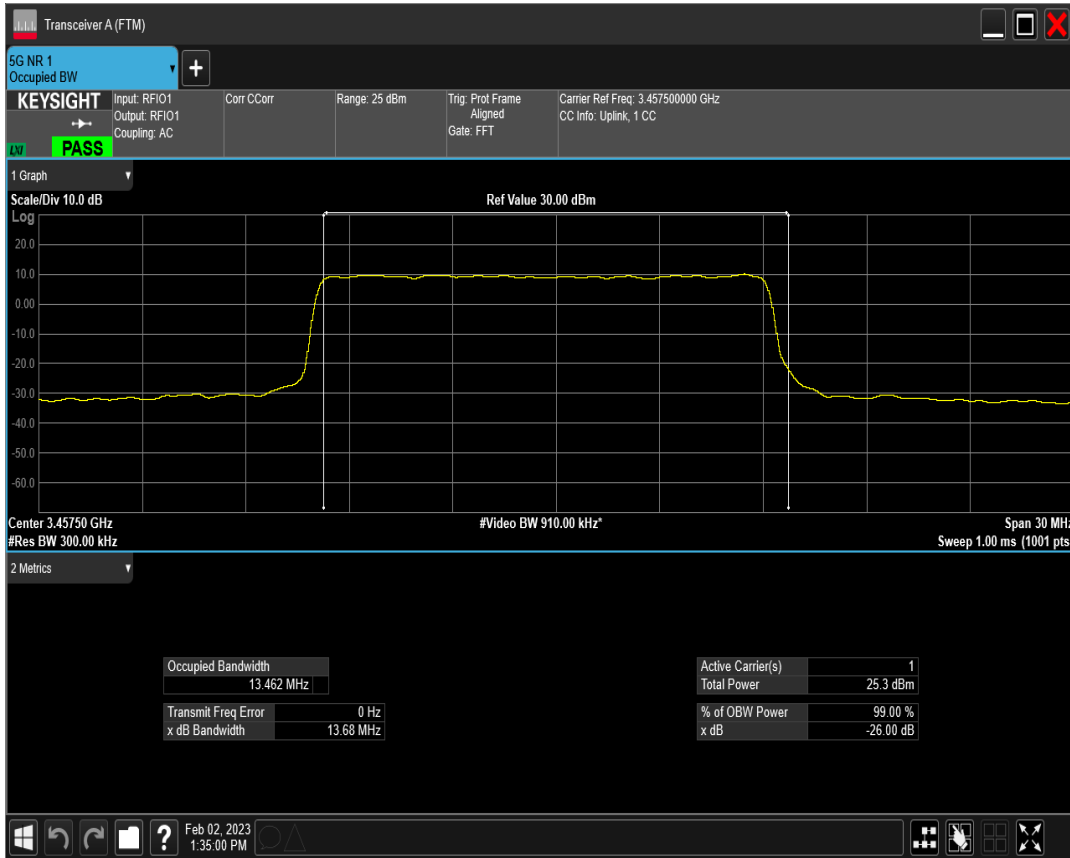 Transceiver A (FTM)
5G NR 1
Occupied BW
+
KEYSIGHT
LXI
PASS
Input: RFIO1
Output: RFIO1
Coupling: AC
Corr CCorr
Range: 25 dBm
Trig: Prot Frame
Aligned
Gate: FFT
Carrier Ref Freq: 3.457500000 GHz
CC Info: Uplink, 1 CC
1 Graph
Scale/Div 10.0 dB
Ref Value 30.00 dBm
Log
20.0
10.0
0.00
-10.0
-20.0
-30.0
-40.0
-50.0
-60.0
Center 3.45750 GHz
#Video BW 910.00 kHz*
Span 30 MHz
#Res BW 300.00 kHz
Sweep 1.00 ms (1001 pts
2 Metrics
Occupied Bandwidth
13.462 MHz
Transmit Freq Error 0 Hz
x dB Bandwidth 13.68 MHz
Active Carrier(s) 1
Total Power 25.3 dBm
% of OBW Power 99.00 %
x dB -26.00 dB
?
Feb 02, 2023
1:35:00 PM